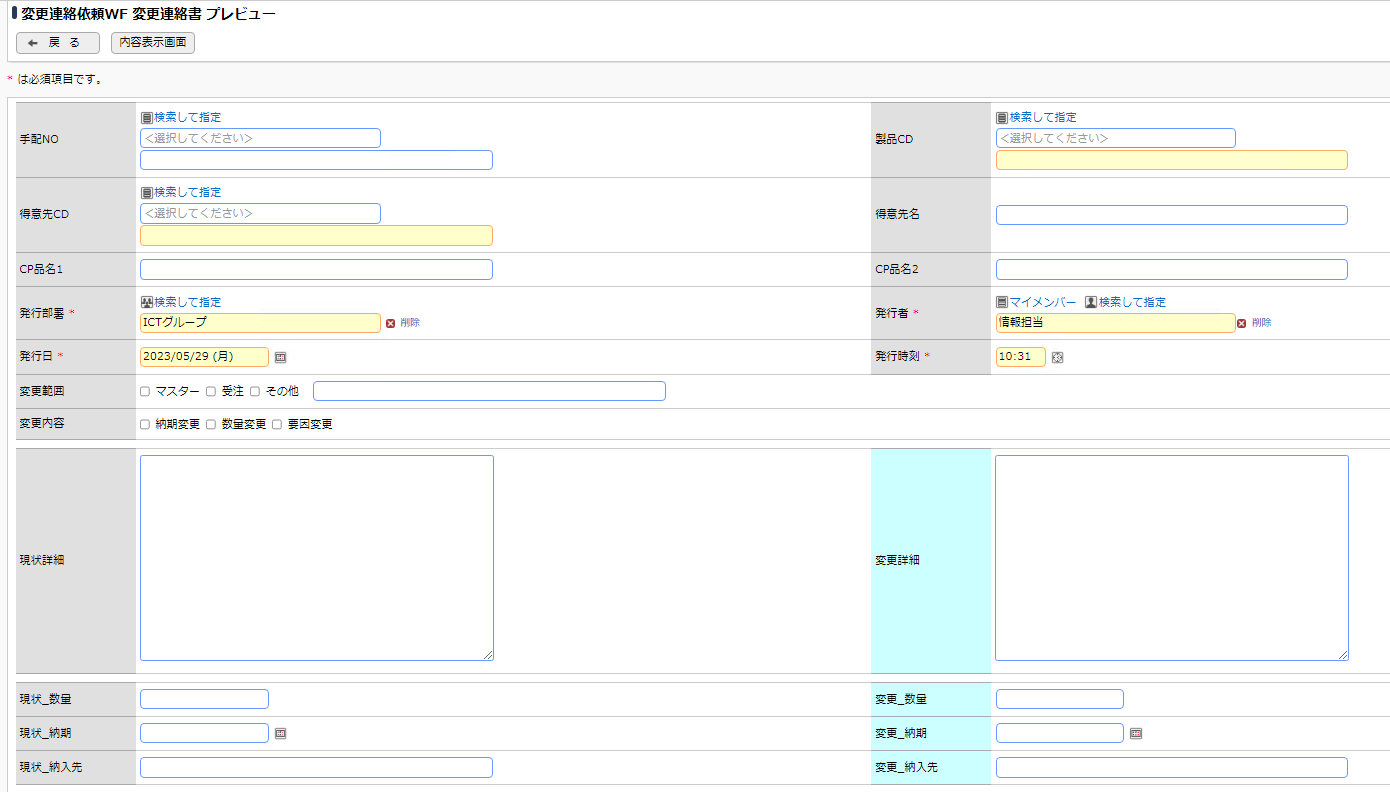 変更連絡依頼WF 変更連絡書 プレビュー
戻 る 内容表示画面
* は必須項目です。
手配NO 検索して指定 製品CD 検索して指定
<選択してください> <選択してください>
得意先CD 検索して指定 得意先名
<選択してください>
CP品名1 CP品名2
発行部署 * 検索して指定 発行者 * マイメンバー 検索して指定
ICTグループ 削除 情報担当 削除
発行日 * 2023/05/29 (月) 発行時刻 * 10:31
変更範囲 マスター 受注 その他
変更内容 納期変更 数量変更 要因変更
現状詳細 変更詳細
現状_数量 変更_数量
現状_納期 変更_納期
現状_納入先 変更_納入先